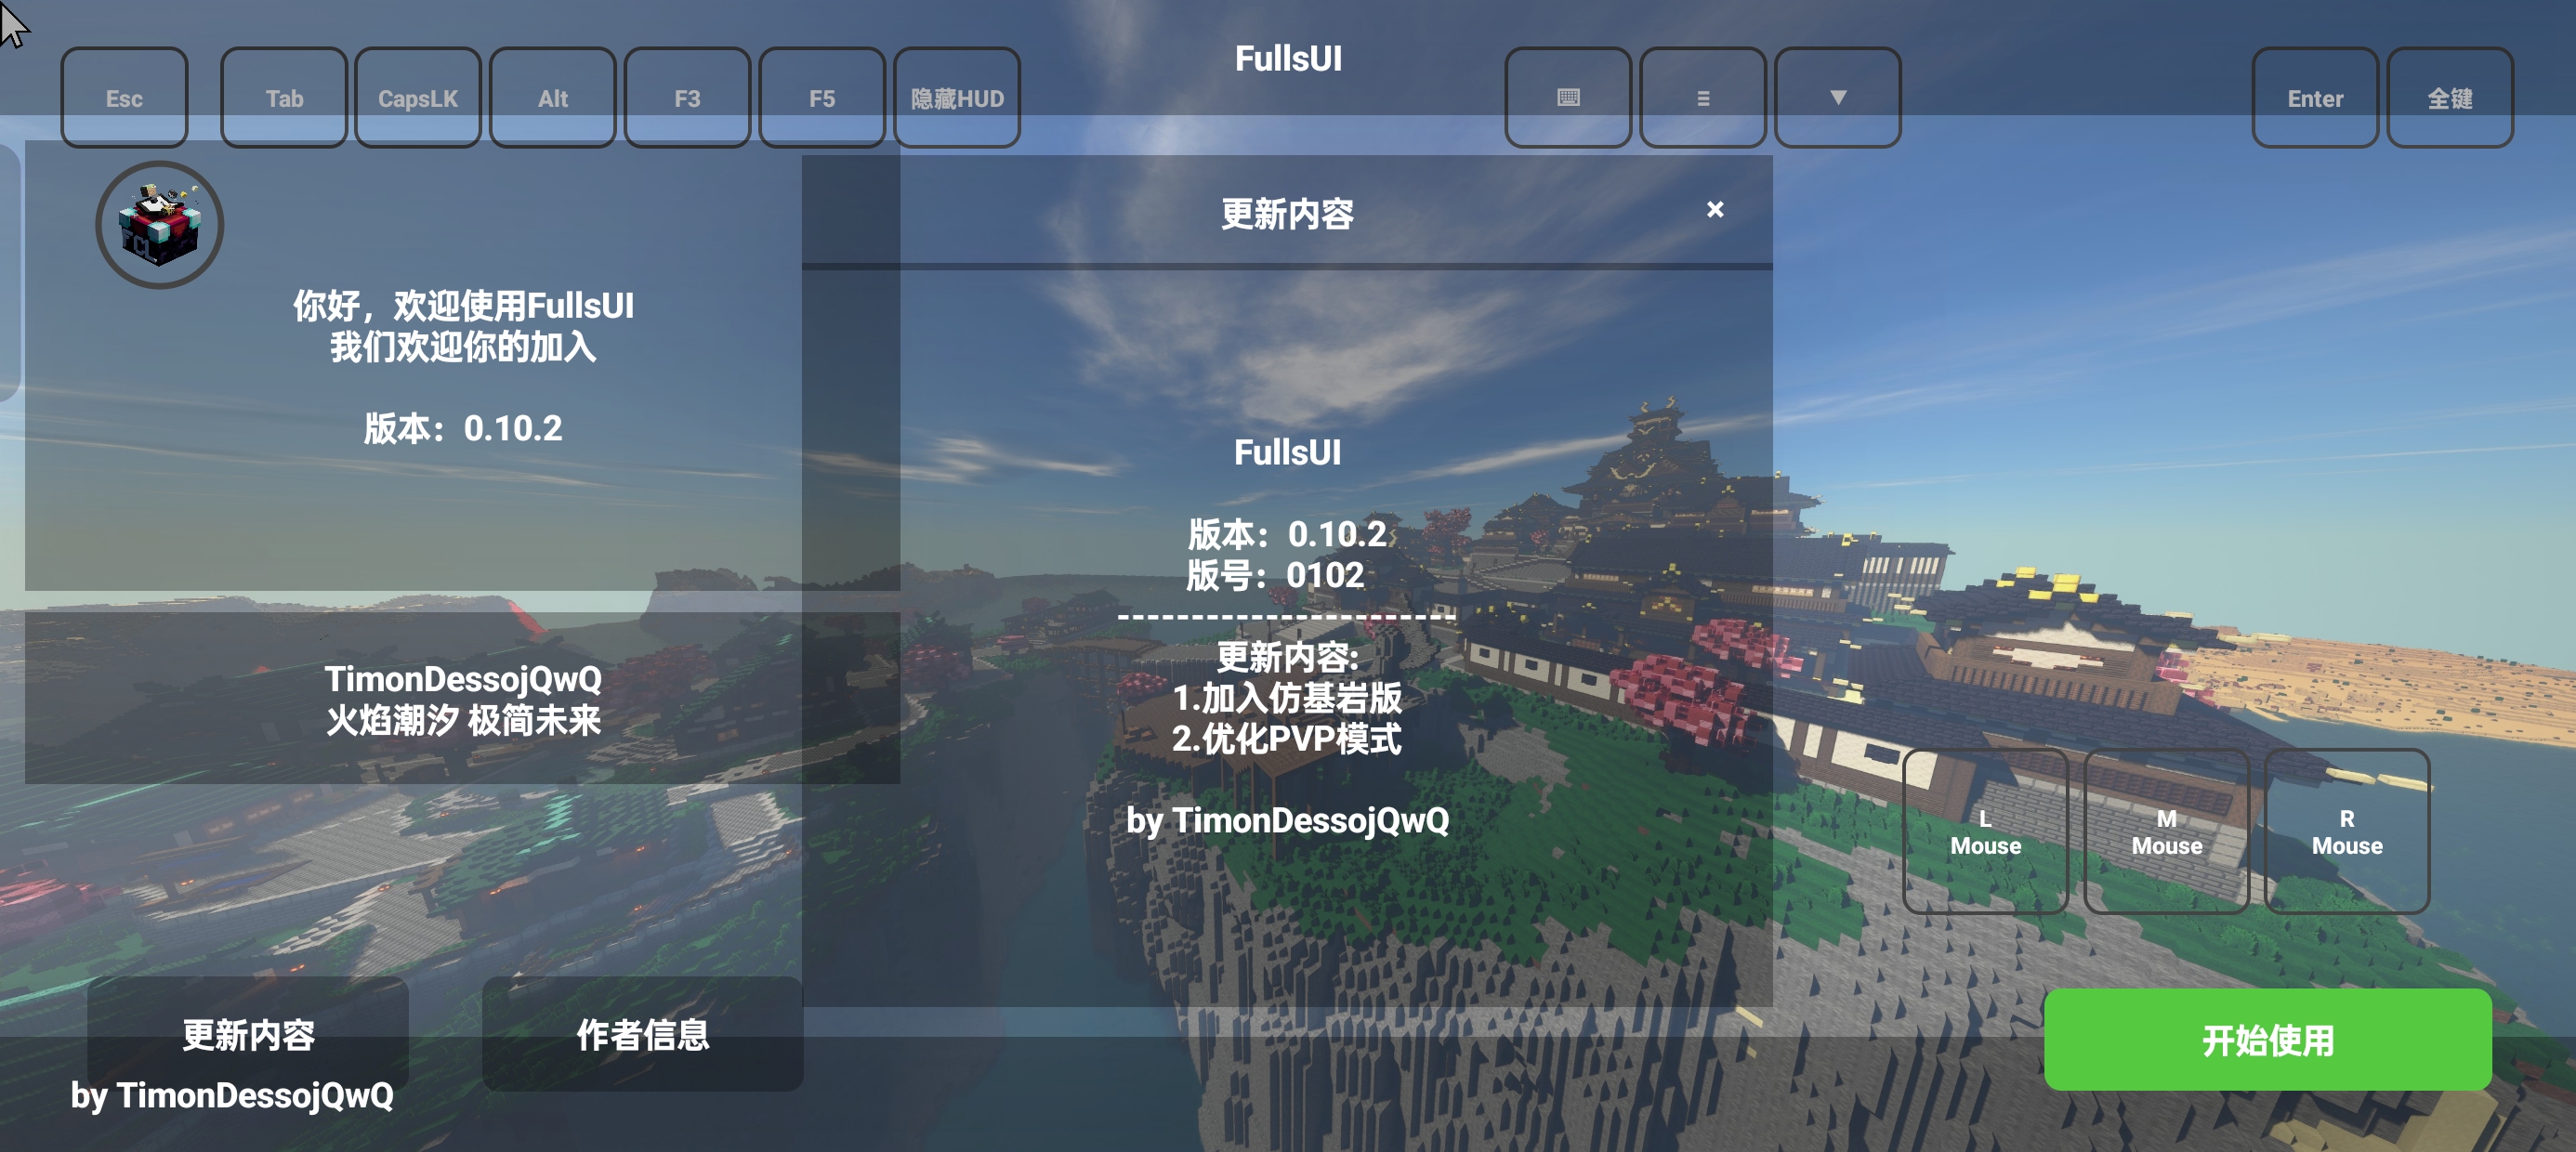 FullsUI
Esc
Tab
CapsLK
Alt
F3
F5
隐藏HUD
Enter
全键
FCL
你好，欢迎使用FullsUI
我们欢迎你的加入
版本：0.10.2
TimonDessojQwQ
火焰潮汐 极简未来
更新内容
×
FullsUI
版本：0.10.2
版号：0102
----------------------
更新内容:
1.加入仿基岩版
2.优化PVP模式
by TimonDessojQwQ
L
Mouse
M
Mouse
R
Mouse
更新内容
作者信息
by TimonDessojQwQ
开始使用